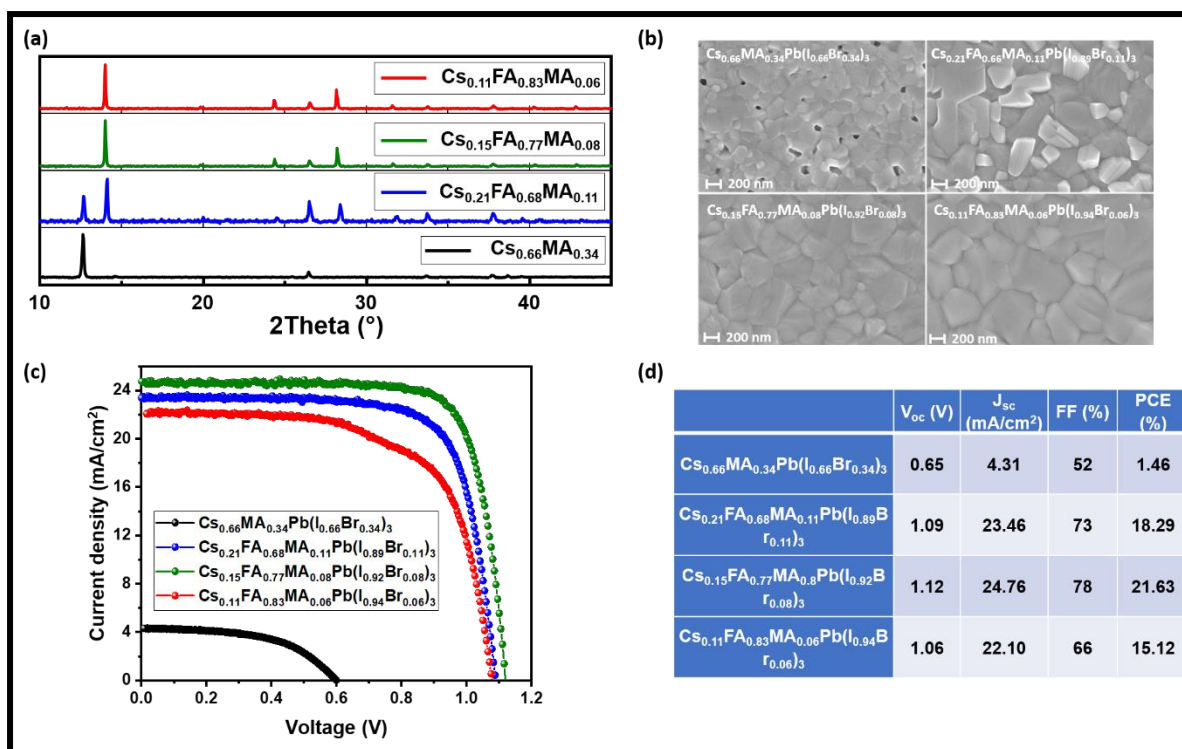 (a)
Cs0.11FA0.83MA0.06
Cs0.15FA0.77MA0.08
Cs0.21FA0.68MA0.11
Cs0.66MA0.34
10 20 30 40
2Theta (°)
(b)
Cs0.66MA0.34Pb(I0.66Br0.34)3
Cs0.21FA0.66MA0.11Pb(I0.89Br0.11)3
200 nm
200 nm
Cs0.15FA0.77MA0.08Pb(I0.92Br0.08)3
Cs0.11FA0.83MA0.06Pb(I0.94Br0.06)3
200 nm
200 nm
(c)
Current density (mA/cm2)
24
20
16
12
8
4
0
Cs0.66MA0.34Pb(I0.66Br0.34)3
Cs0.21FA0.68MA0.11Pb(I0.89Br0.11)3
Cs0.15FA0.77MA0.08Pb(I0.92Br0.08)3
Cs0.11FA0.83MA0.06Pb(I0.94Br0.06)3
0.0 0.2 0.4 0.6 0.8 1.0 1.2
Voltage (V)
(d)
Voc (V) Jsc (mA/cm2) FF (%) PCE (%)
Cs0.66MA0.34Pb(I0.66Br0.34)3 0.65 4.31 52 1.46
Cs0.21FA0.68MA0.11Pb(I0.89B
r0.11)3 1.09 23.46 73 18.29
Cs0.15FA0.77MA0.8Pb(I0.92B
r0.08)3 1.12 24.76 78 21.63
Cs0.11FA0.83MA0.06Pb(I0.94B
r0.06)3 1.06 22.10 66 15.12